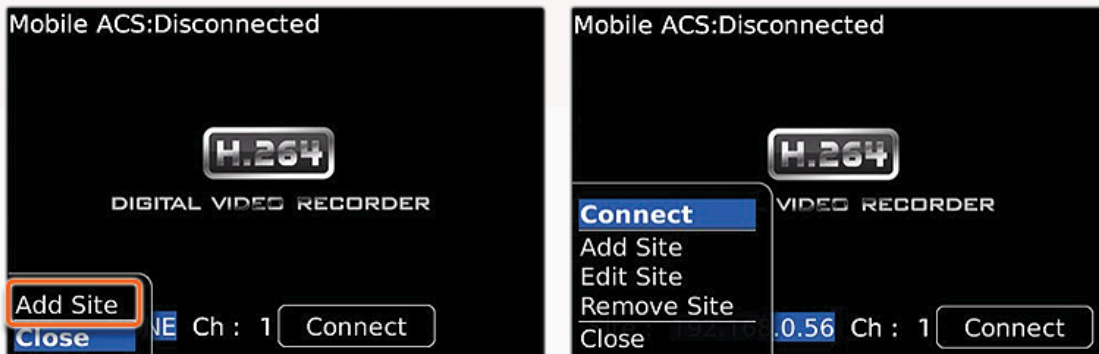 Mobile ACS:Disconnected
H.264
DIGITAL VIDEO RECORDER
Add Site
Close
NE Ch : 1 Connect
Mobile ACS:Disconnected
H.264
VIDEO RECORDER
Connect
Add Site
Edit Site
Remove Site
Close
.0.56 Ch : 1 Connect